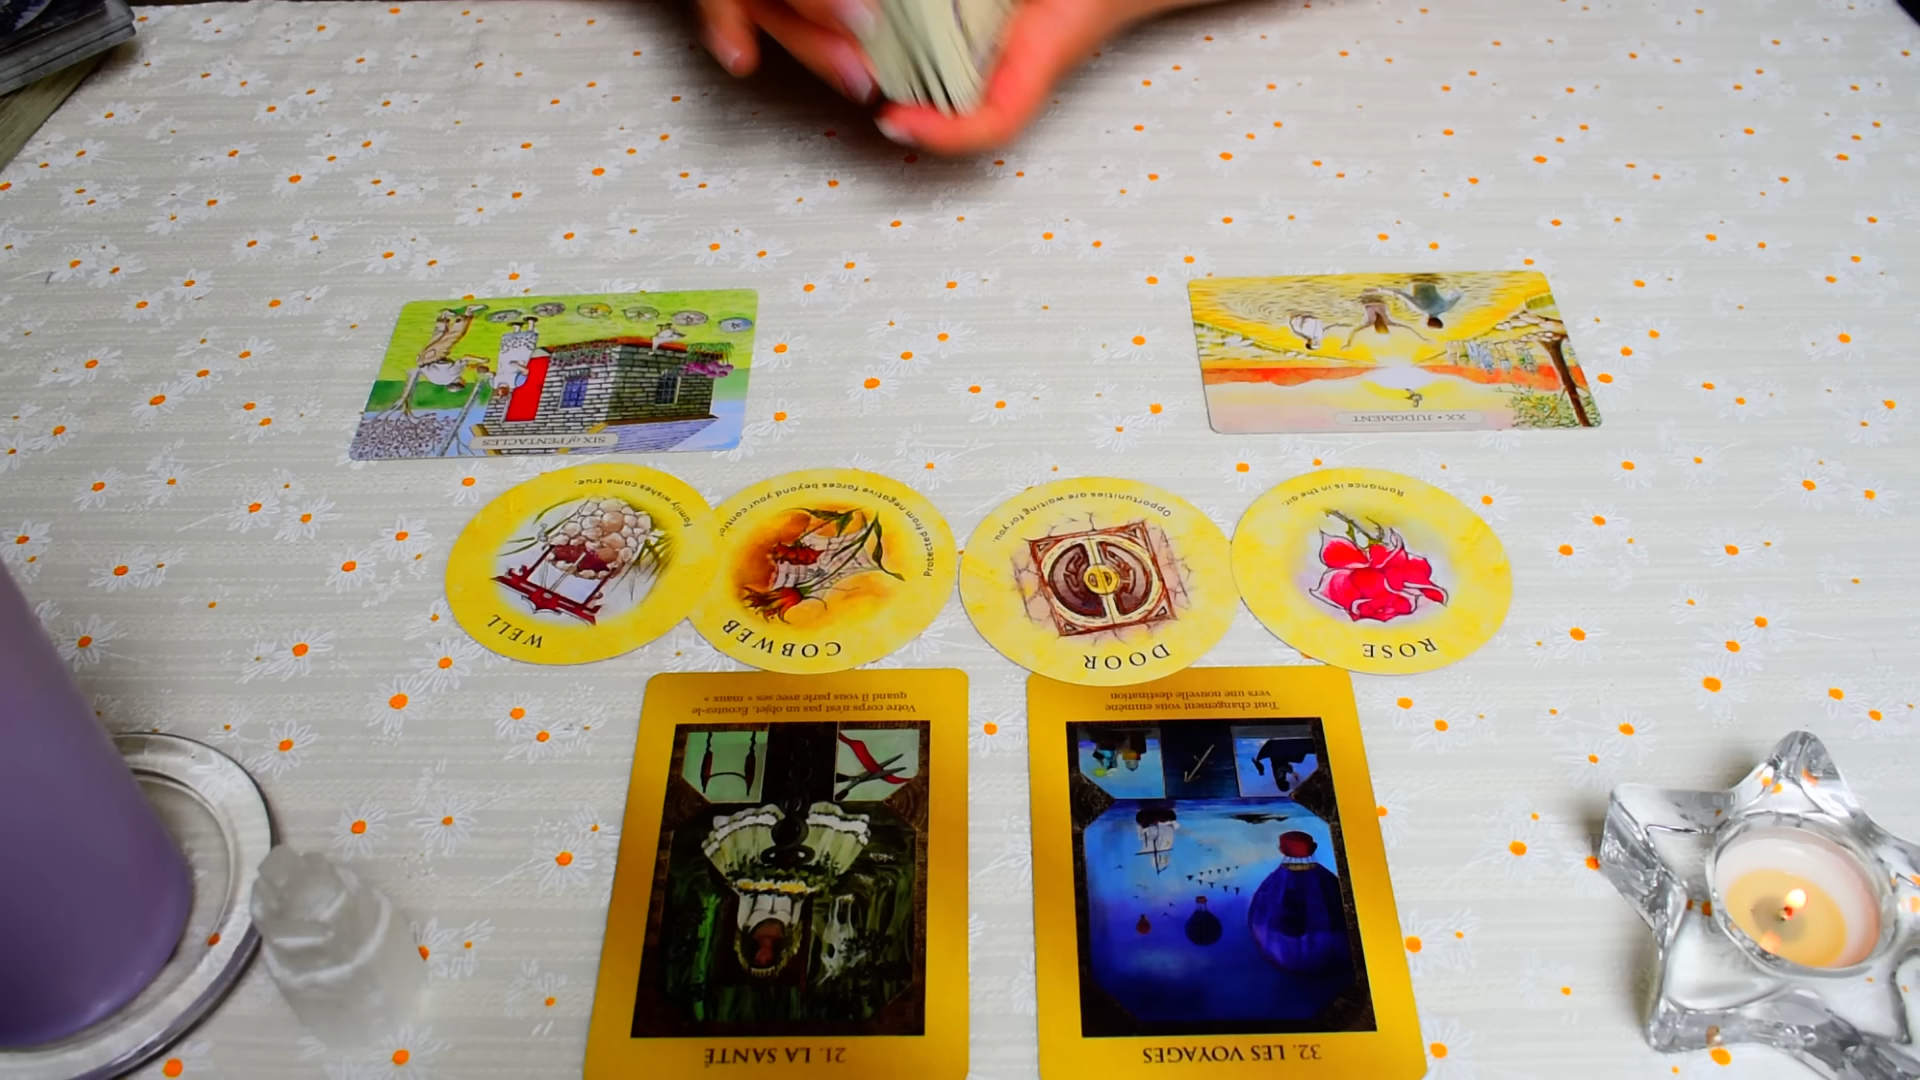 SIX of PENTACLES
XX • JUDGMENT
Family wishes come true.
WELL
Protected from negative forces beyond your control
COBWEB
Opportunities are waiting for you.
DOOR
Romance is in the air.
ROSE
Votre corps n'est pas un objet. Écoutez-le
quand il vous parle avec ses « maux »
21. LA SANTÉ
Tout changement vous emmène
vers une nouvelle destination
32. LES VOYAGES